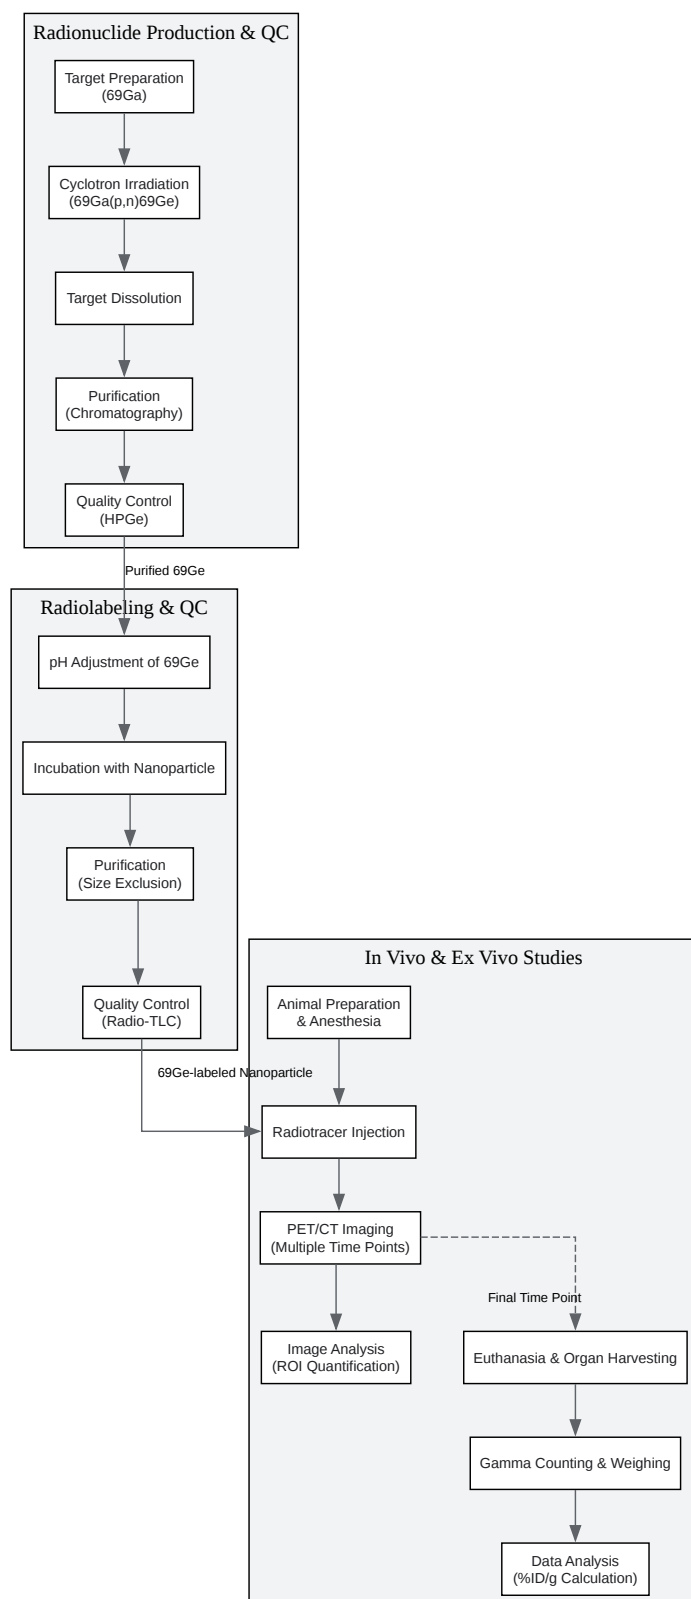 Radionuclide Production & QC
Target Preparation
(69Ga)
Cyclotron Irradiation
(69Ga(p,n)69Ge)
Target Dissolution
Purification
(Chromatography)
Quality Control
(HPGe)
Purified 69Ge
Radiolabeling & QC
pH Adjustment of 69Ge
Incubation with Nanoparticle
Purification
(Size Exclusion)
Quality Control
(Radio-TLC)
69Ge-labeled Nanoparticle
In Vivo & Ex Vivo Studies
Animal Preparation
& Anesthesia
Radiotracer Injection
PET/CT Imaging
(Multiple Time Points)
Image Analysis
(ROI Quantification)
Final Time Point
Euthanasia & Organ Harvesting
Gamma Counting & Weighing
Data Analysis
(%ID/g Calculation)